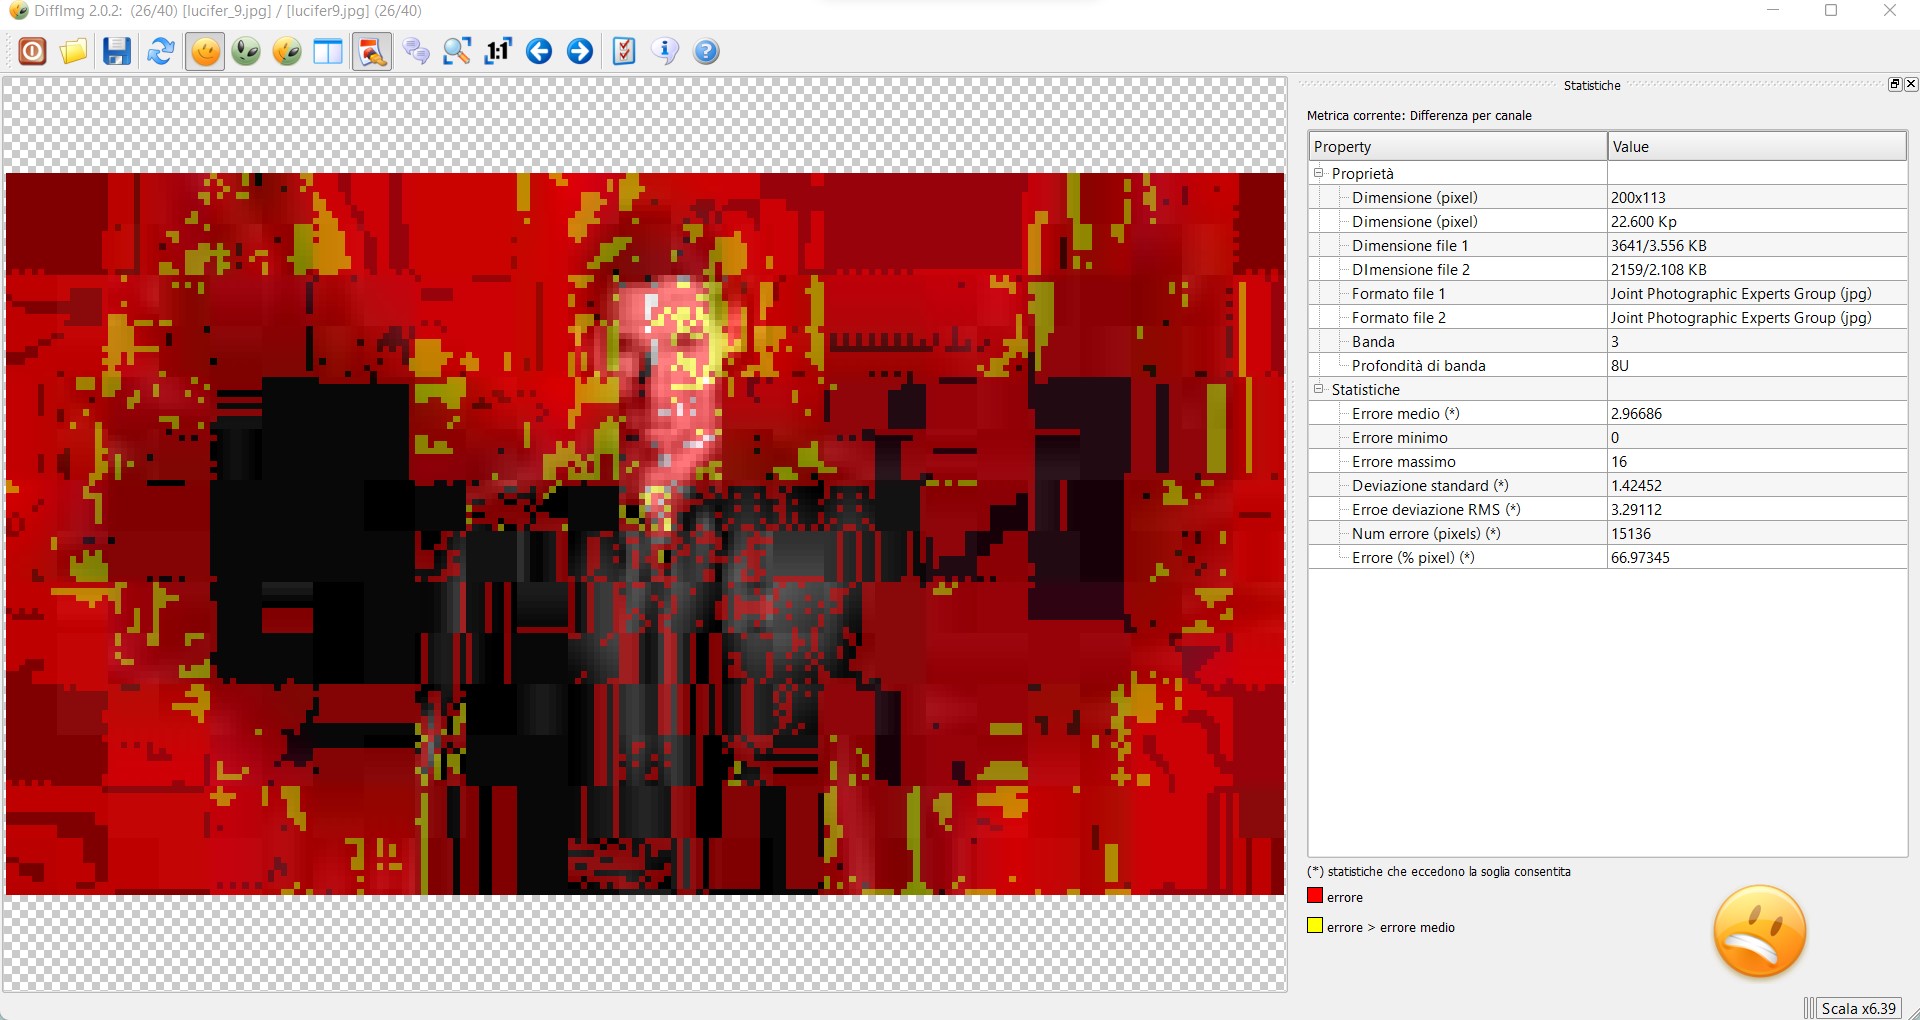 DiffImg 2.0.2: (26/40) [lucifer_9.jpg] / [lucifer9.jpg] (26/40)
1:1
Statistiche
Metrica corrente: Differenza per canale
Property Value
Proprietà
Dimensione (pixel) 200x113
Dimensione (pixel) 22.600 Kp
Dimensione file 1 3641/3.556 KB
DImensione file 2 2159/2.108 KB
Formato file 1 Joint Photographic Experts Group (jpg)
Formato file 2 Joint Photographic Experts Group (jpg)
Banda 3
Profondità di banda 8U
Statistiche
Errore medio (*) 2.96686
Errore minimo 0
Errore massimo 16
Deviazione standard (*) 1.42452
Erroe deviazione RMS (*) 3.29112
Num errore (pixels) (*) 15136
Errore (% pixel) (*) 66.97345
(*) statistiche che eccedono la soglia consentita
errore
errore > errore medio
Scala x6.39